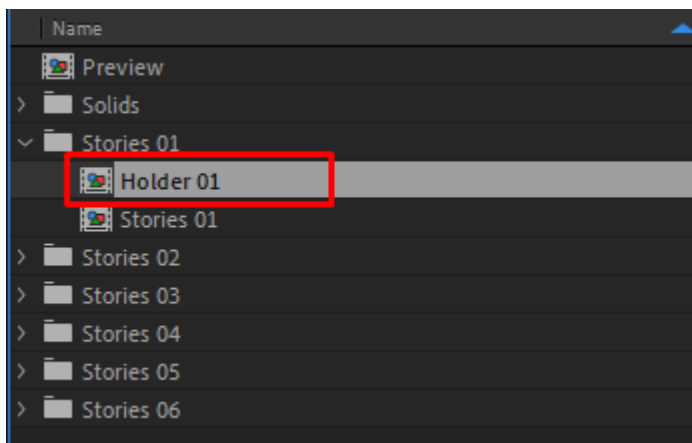 Name
Preview
Solids
Stories 01
Holder 01
Stories 01
Stories 02
Stories 03
Stories 04
Stories 05
Stories 06